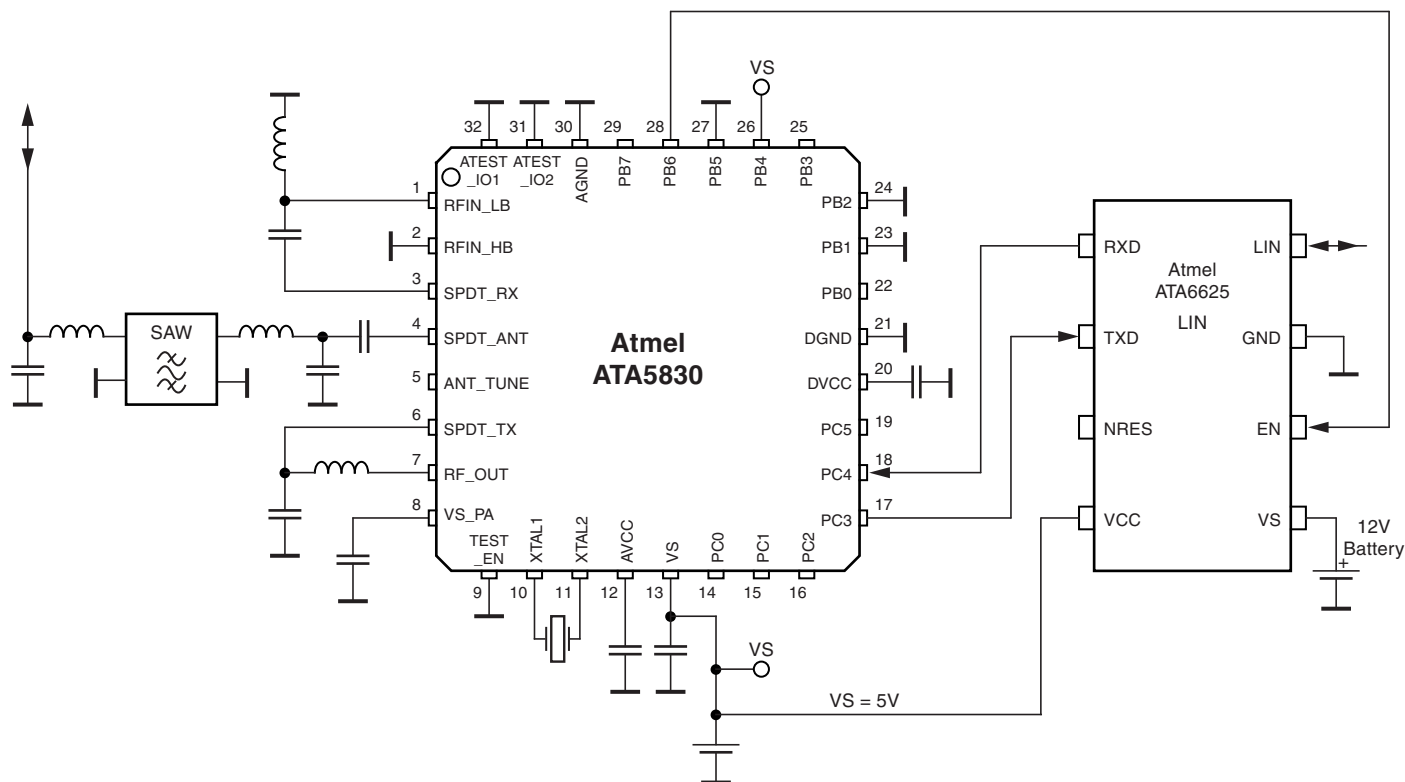 VS
32
31
30
29
28
27
26
25
ATEST
_IO1
ATEST
_IO2
AGND
PB7
PB6
PB5
PB4
PB3
1
RFIN_LB
2
RFIN_HB
3
SPDT_RX
4
SPDT_ANT
5
ANT_TUNE
6
SPDT_TX
7
RF_OUT
8
VS_PA
SAW
Atmel
ATA5830
24
PB2
23
PB1
22
PB0
21
DGND
20
DVCC
19
PC5
18
PC4
17
PC3
TEST
_EN
XTAL1
XTAL2
AVCC
VS
PC0
PC1
PC2
9
10
11
12
13
14
15
16
VS
VS = 5V
RXD
TXD
NRES
VCC
Atmel
ATA6625
LIN
LIN
GND
EN
VS
12V
Battery
+